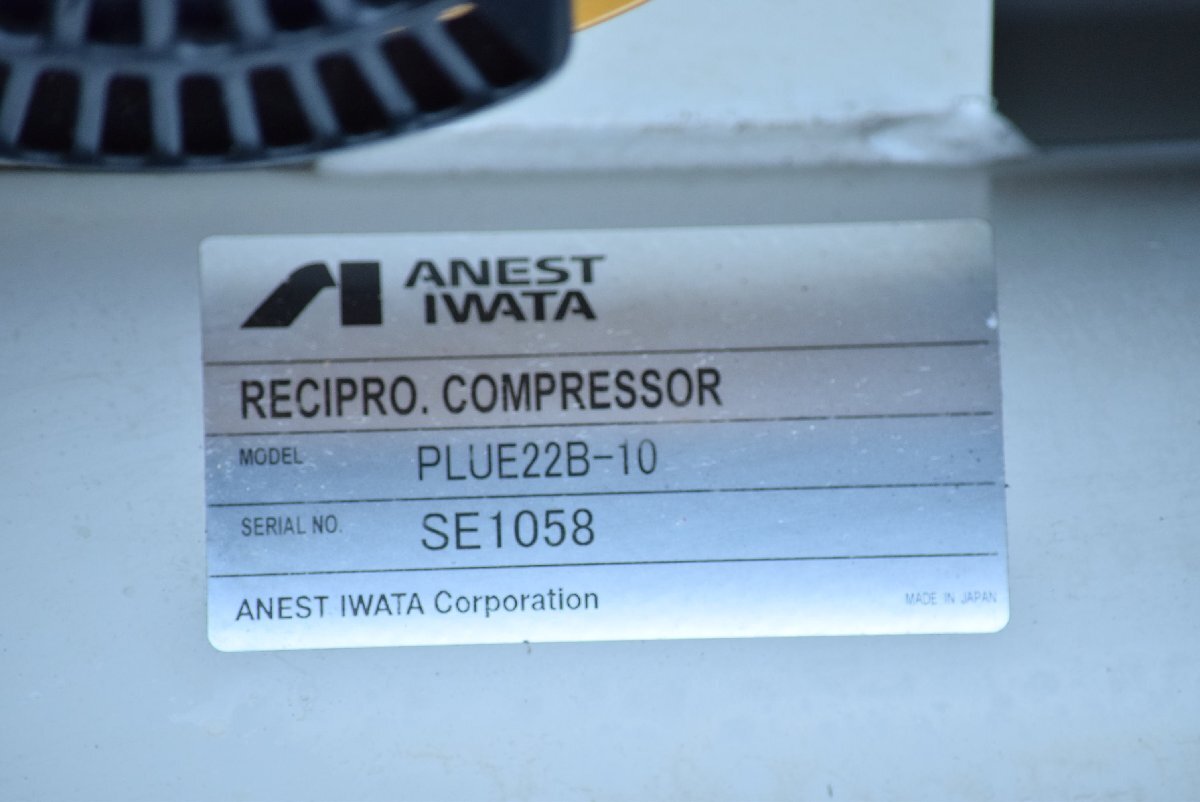 ANEST
IWATA
RECIPRO. COMPRESSOR
MODEL PLUE22B-10
SERIAL NO. SE1058
ANEST IWATA Corporation MADE IN JAPAN